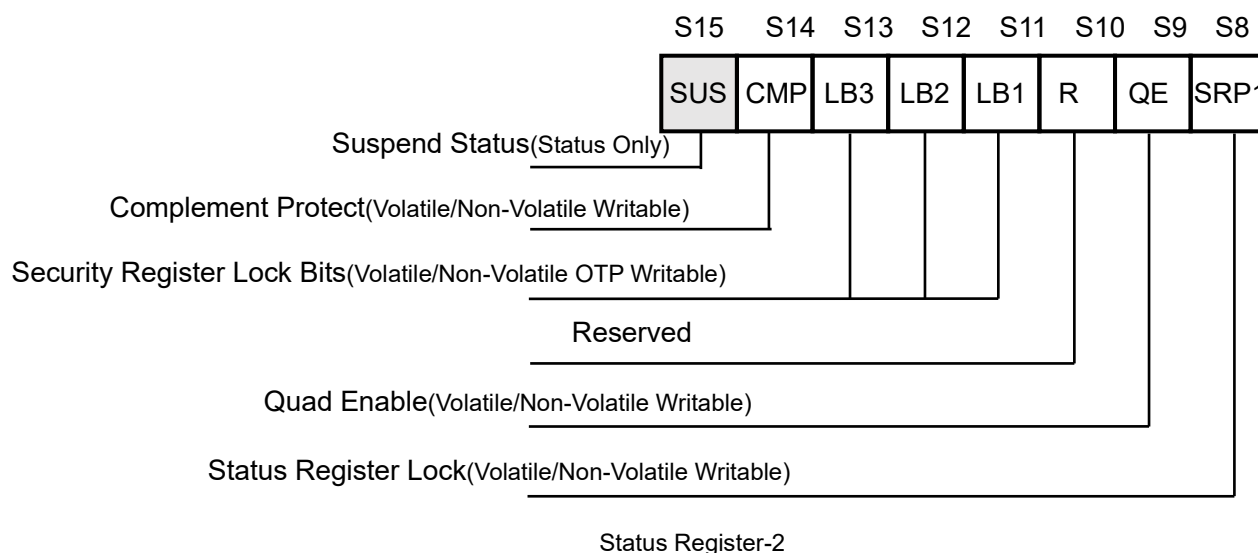 S15 S14 S13 S12 S11 S10 S9 S8
SUS CMP LB3 LB2 LB1 R QE SRP1
Suspend Status(Status Only)
Complement Protect(Volatile/Non-Volatile Writable)
Security Register Lock Bits(Volatile/Non-Volatile OTP Writable)
Reserved
Quad Enable(Volatile/Non-Volatile Writable)
Status Register Lock(Volatile/Non-Volatile Writable)
Status Register-2